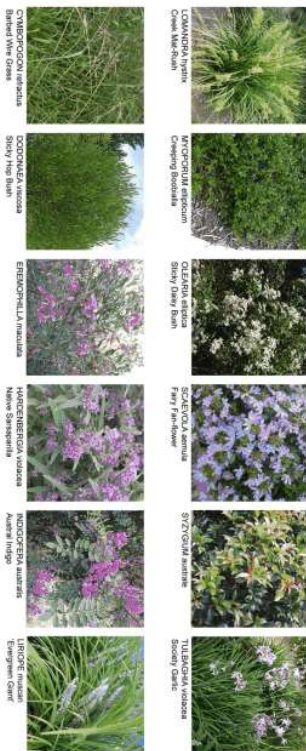 LOMANDRA hystrix
Creek Mat-Rush
MYOPORUM ellipticum
Creeping Boobialla
OLEARIA elliptica
Sticky Daisy Bush
SCAEVOLA aemula
Fairy Fan-flower
SYZYGIUM australe
TULBAGHIA violacea
Society Garlic
CYMBOPOGON refractus
Barbed Wire Grass
DODONAEA viscosa
Sticky Hop Bush
EREMOPHILLA maculata
HARDENBERGIA violacea
Native Sarsaparilla
INDIGOFERA australis
Austral Indigo
LIRIOPE muscari
'Evergreen Giant'